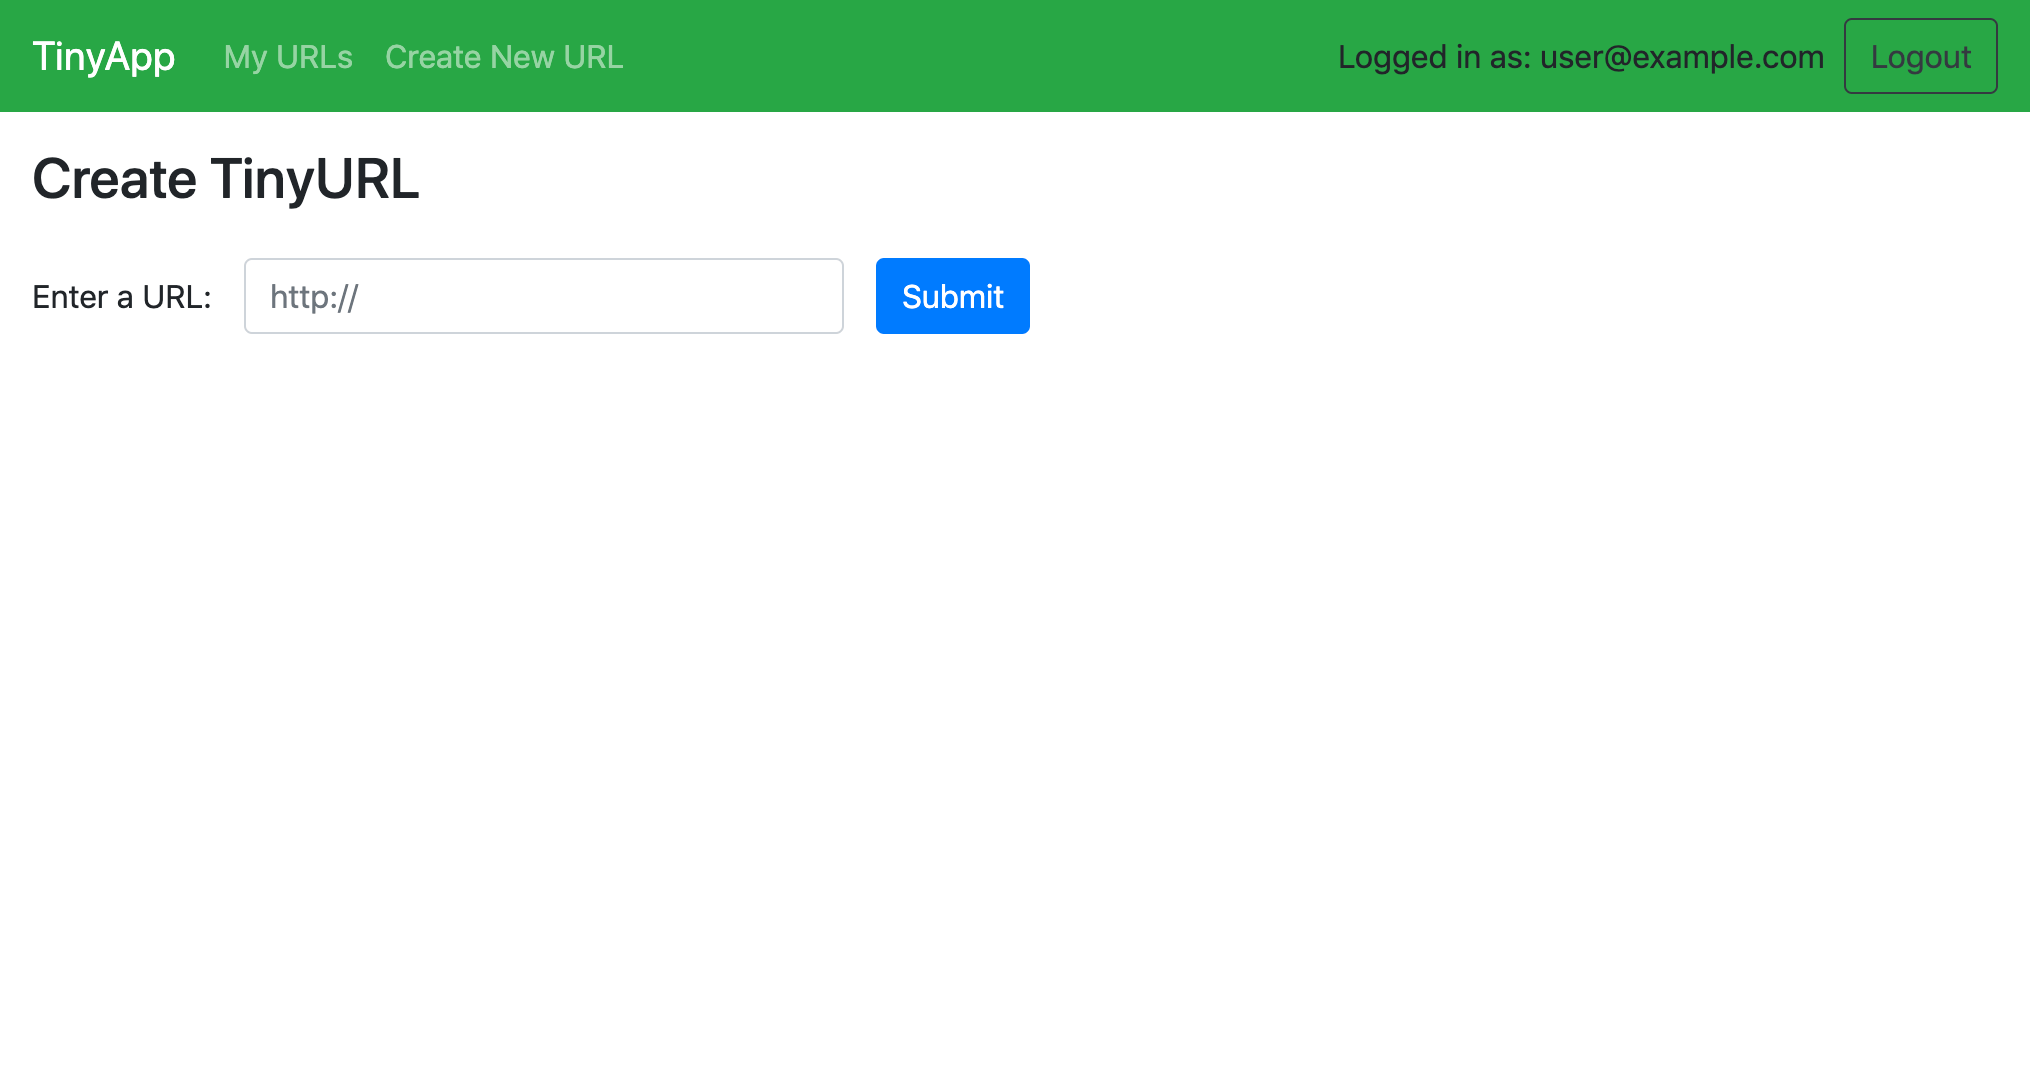 TinyApp My URLs Create New URL Logged in as: user@example.com Logout
Create TinyURL
Enter a URL: http:// Submit